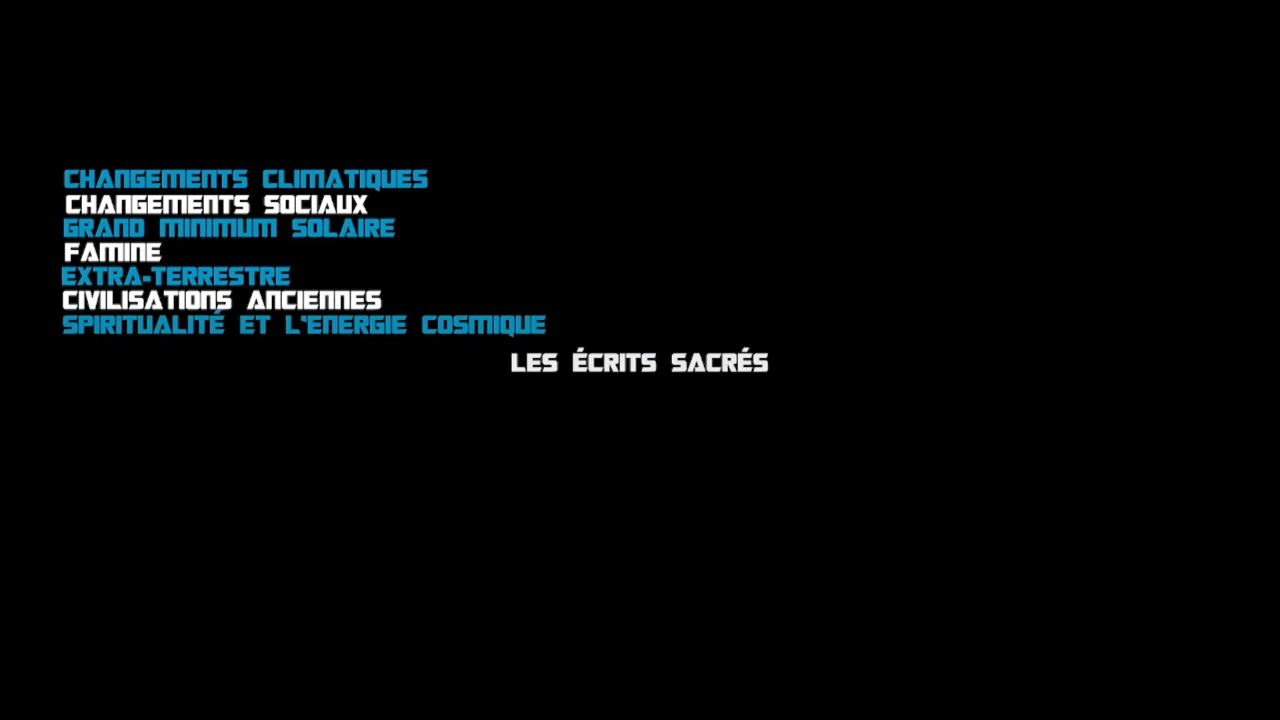 CHANGEMENTS CLIMATIQUES
CHANGEMENTS SOCIAUX
GRAND MINIMUM SOLAIRE
FAMINE
EXTRA-TERRESTRE
CIVILISATIONS ANCIENNES
SPIRITUALITÉ ET L'ENERGIE COSMIQUE
LES ÉCRITS SACRÉS